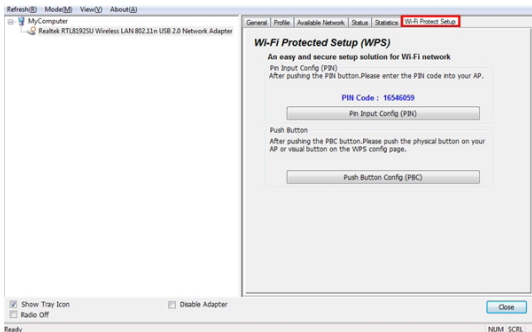 Refresh(R) Mode(M) View(V) About(A)
MyComputer
Realtek RTL8192SU Wireless LAN 802.11n USB 2.0 Network Adapter
General Profile Available Network Status Statistics Wi-Fi Protect Setup
Wi-Fi Protected Setup (WPS)
An easy and secure setup solution for Wi-Fi network
Pin Input Config (PIN)
After pushing the PIN button.Please enter the PIN code into your AP.
PIN Code : 16546059
Pin Input Config (PIN)
Push Button
After pushing the PBC button.Please push the physical button on your
AP or visual button on the WPS config page.
Push Button Config (PBC)
Show Tray Icon
Disable Adapter
Radio Off
Close
Ready
NUM SCRL